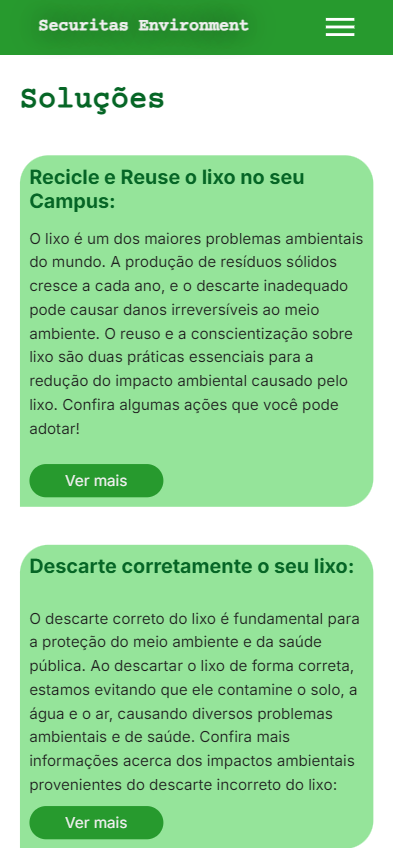 Securitas Environment
Soluções
Recicle e Reuse o lixo no seu
Campus:
O lixo é um dos maiores problemas ambientais
do mundo. A produção de resíduos sólidos
cresce a cada ano, e o descarte inadequado
pode causar danos irreversíveis ao meio
ambiente. O reuso e a conscientização sobre
lixo são duas práticas essenciais para a
redução do impacto ambiental causado pelo
lixo. Confira algumas ações que você pode
adotar!
Ver mais
Descarte corretamente o seu lixo:
O descarte correto do lixo é fundamental para
a proteção do meio ambiente e da saúde
pública. Ao descartar o lixo de forma correta,
estamos evitando que ele contamine o solo, a
água e o ar, causando diversos problemas
ambientais e de saúde. Confira mais
informações acerca dos impactos ambientais
provenientes do descarte incorreto do lixo:
Ver mais